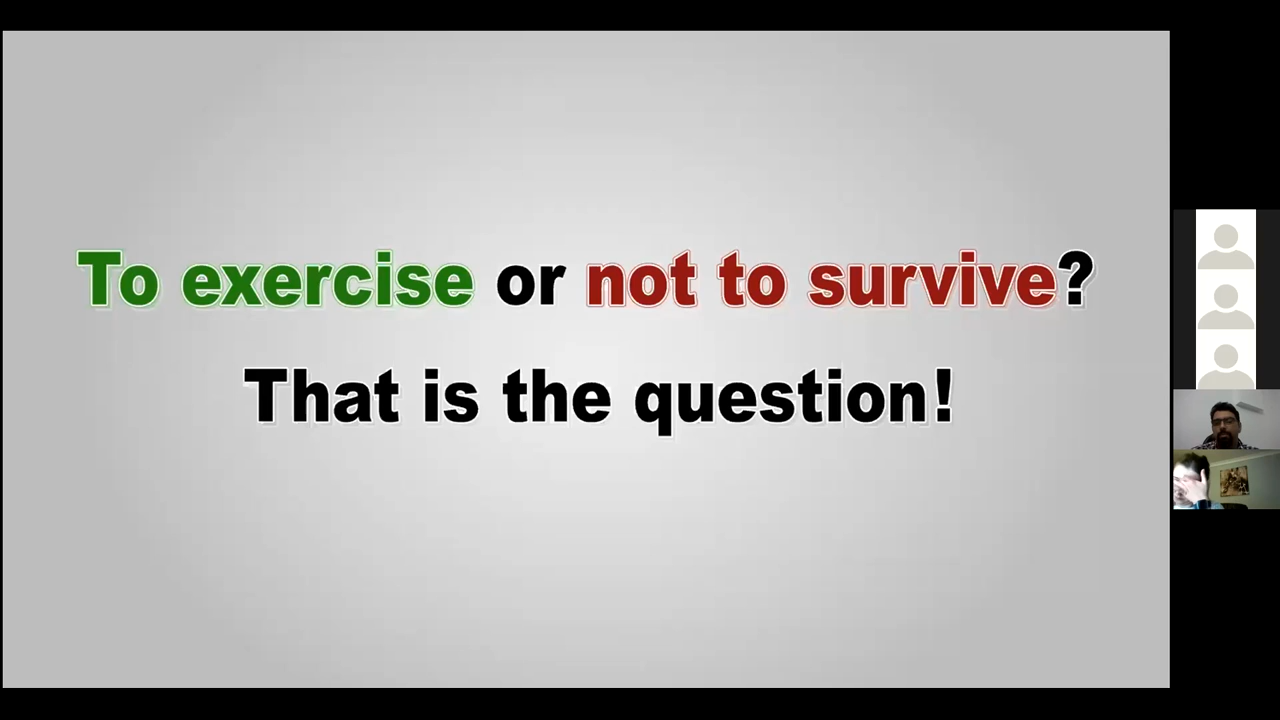 To exercise or not to survive?
That is the question!